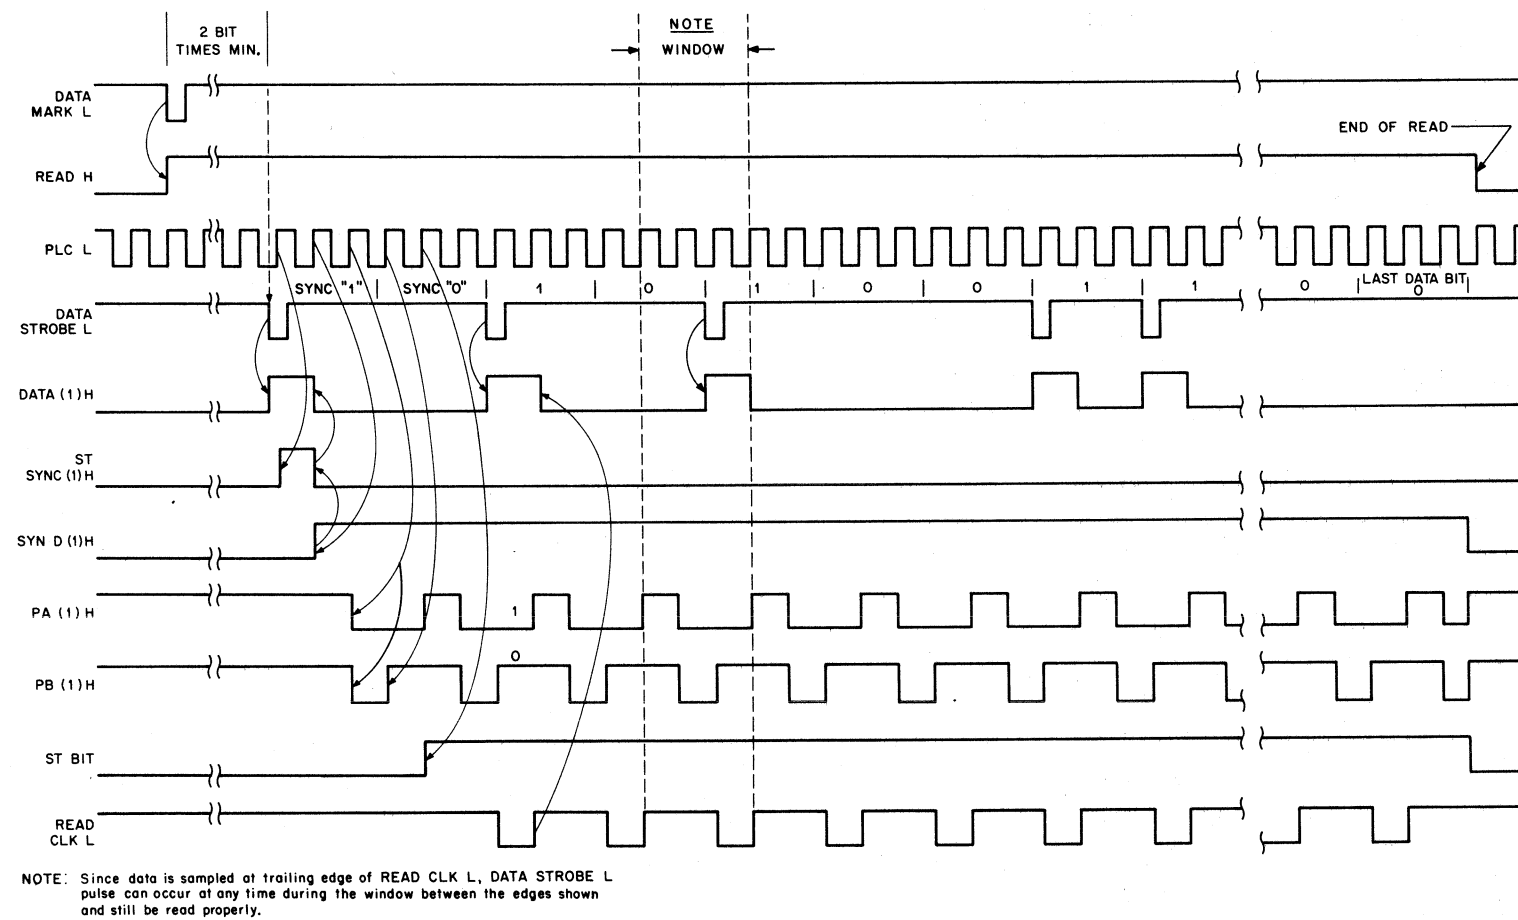 2 BIT
TIMES MIN.
NOTE
WINDOW
DATA
MARK L
END OF READ
READ H
PLC L
SYNC "1" SYNC "0" 1 0 1 0 0 1 1 0 LAST DATA BIT
0
DATA
STROBE L
DATA (1) H
ST
SYNC (1) H
SYN D (1) H
PA (1) H
1
0
PB (1) H
ST BIT
READ
CLK L
NOTE: Since data is sampled at trailing edge of READ CLK L, DATA STROBE L
pulse can occur at any time during the window between the edges shown
and still be read properly.